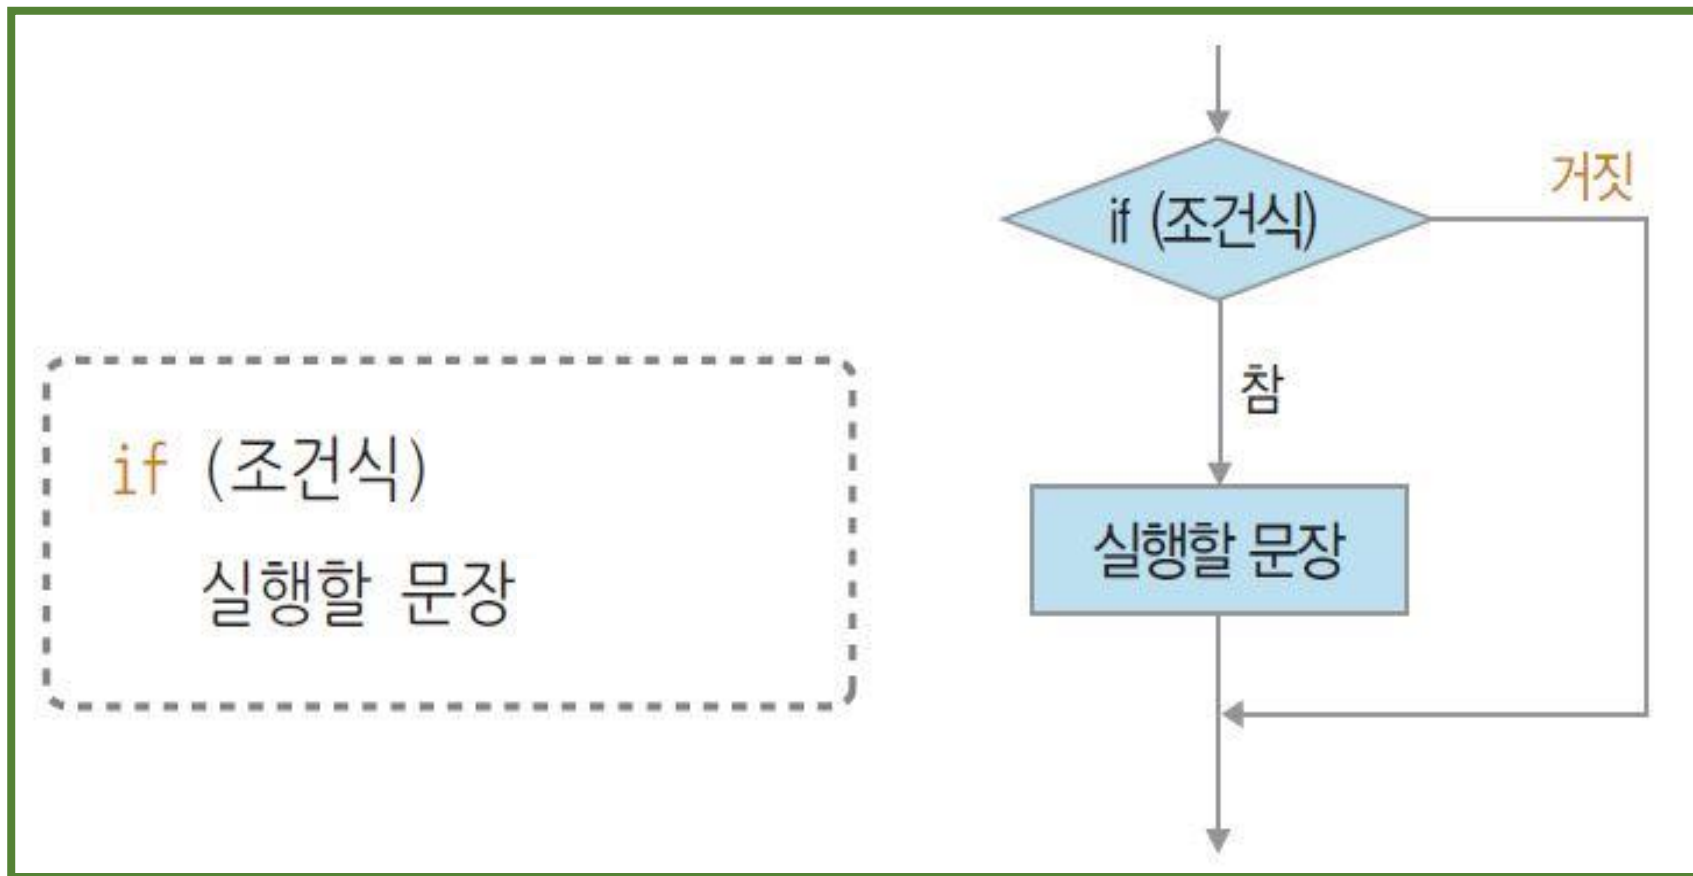 if (조건식)
실행할 문장
if (조건식)
거짓
참
실행할 문장